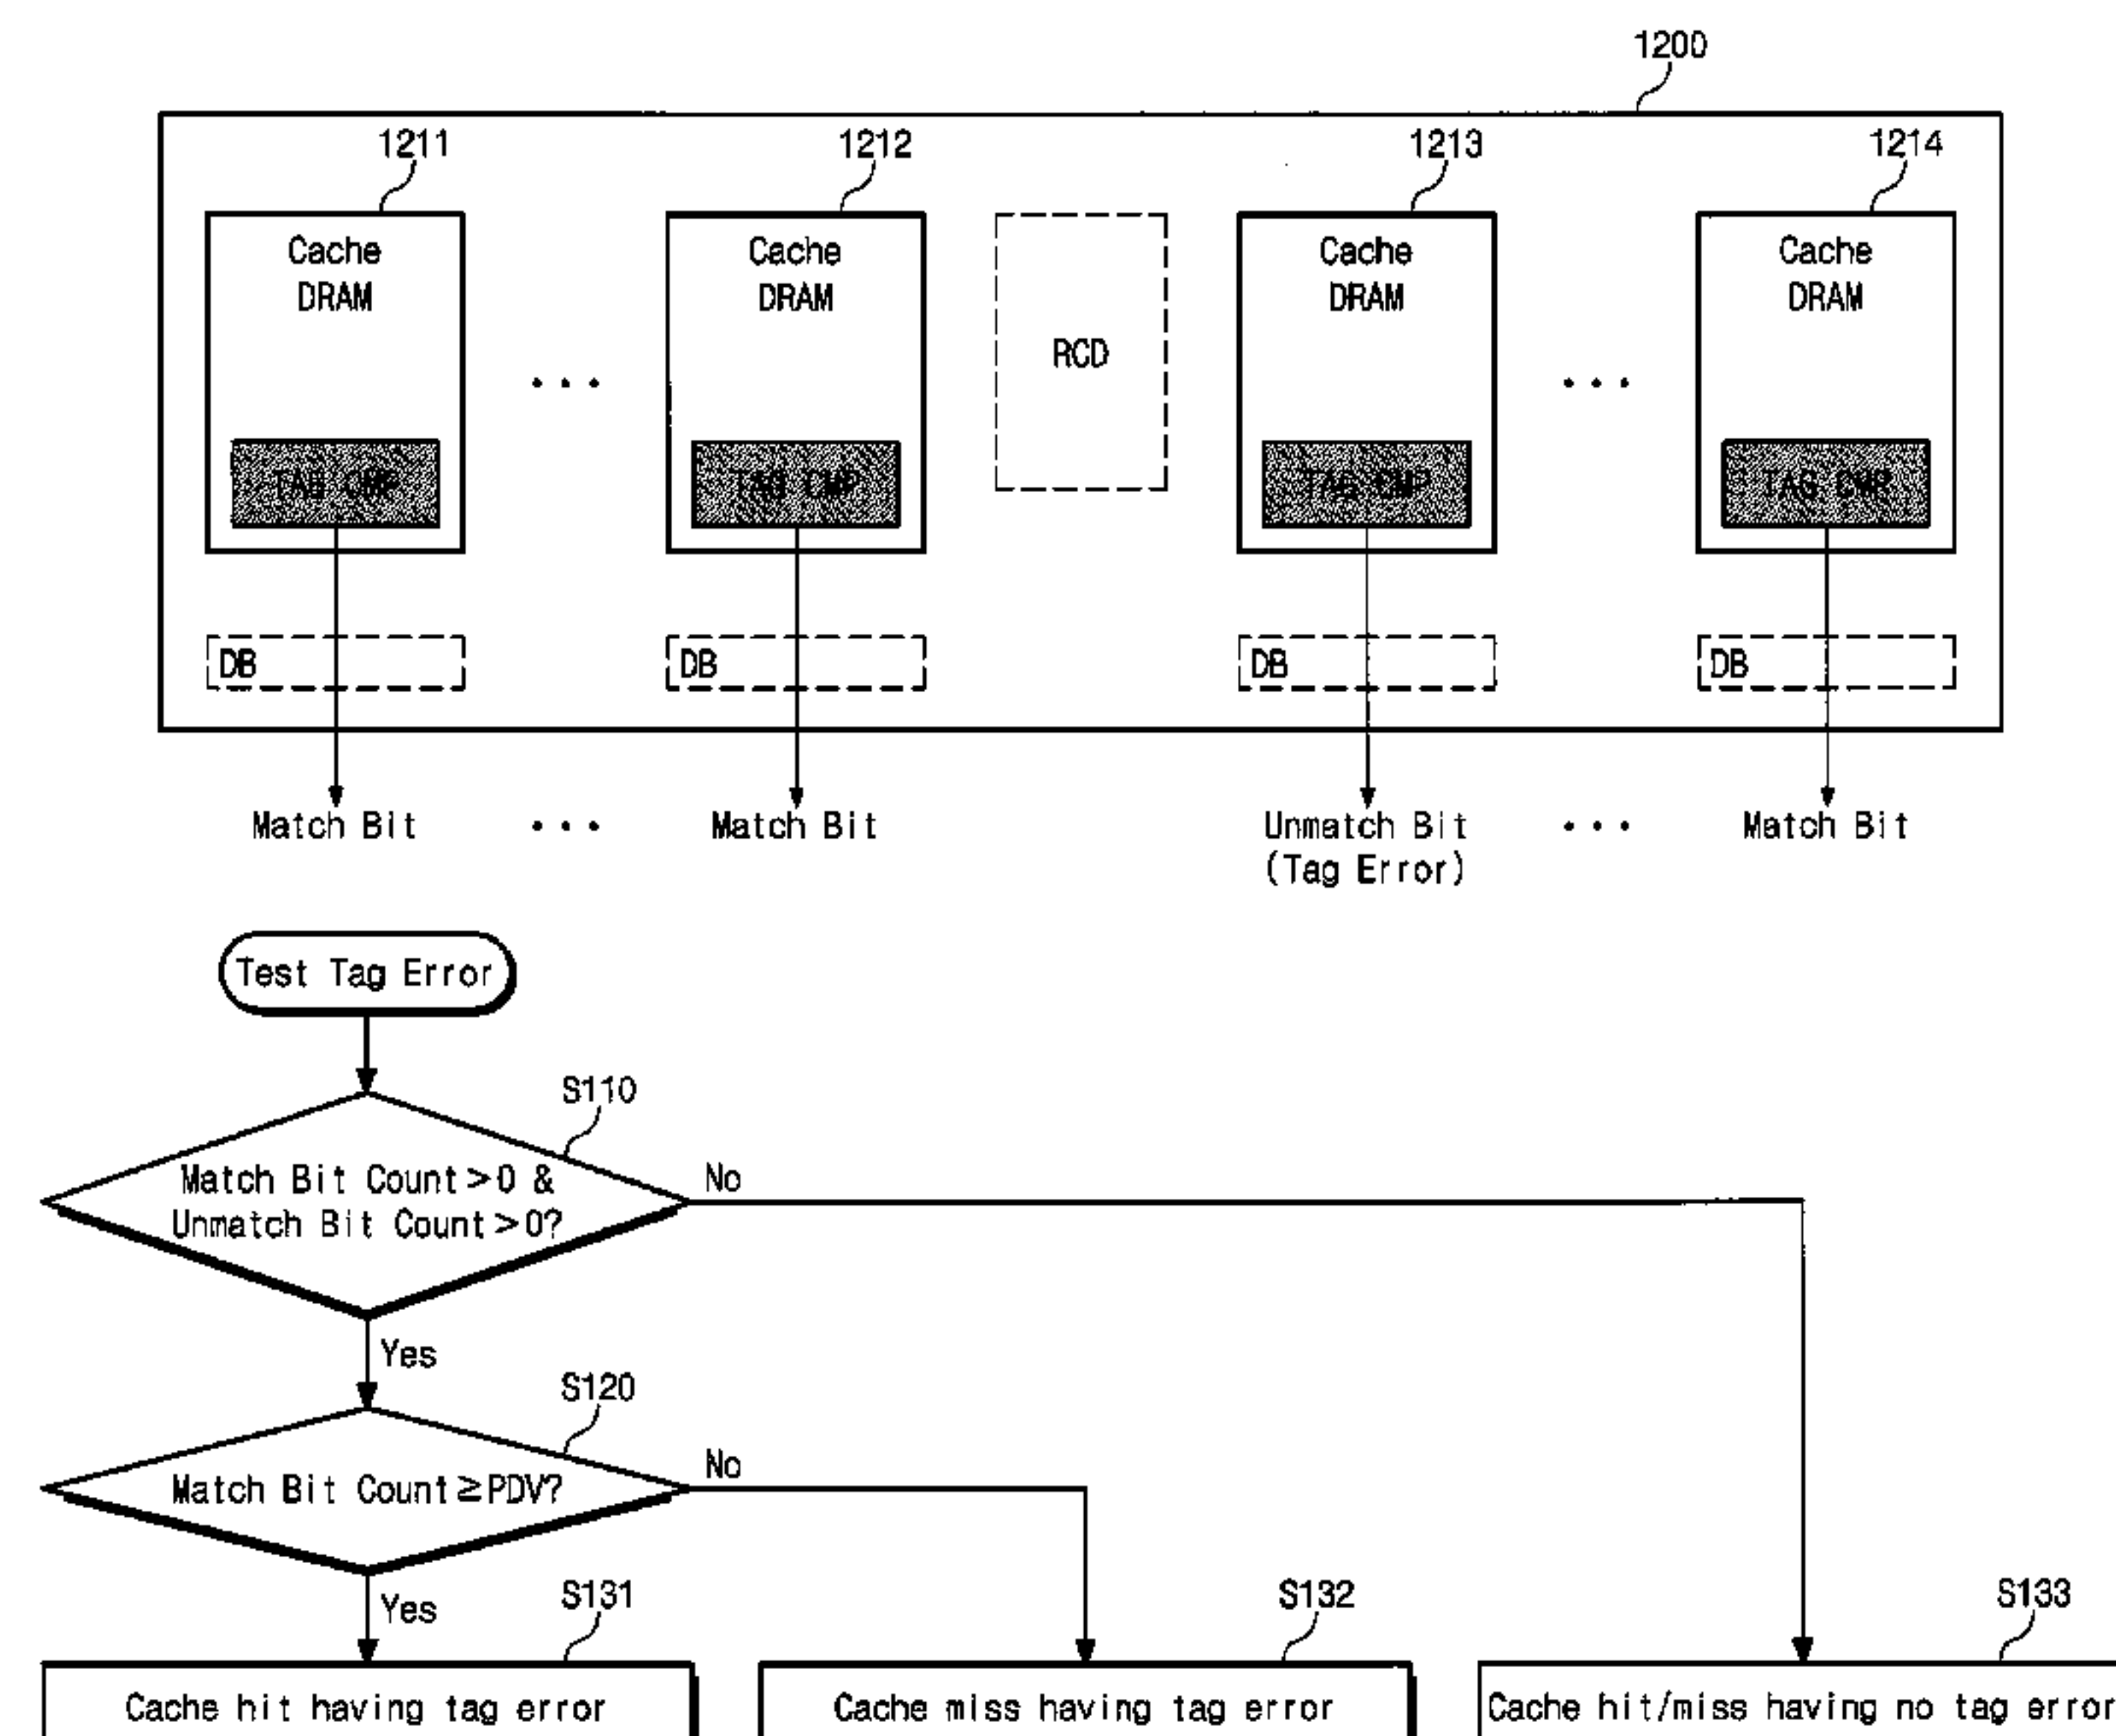 1200
1211
1212
1213
1214
Cache
DRAM
Cache
DRAM
Cache
DRAM
Cache
DRAM
RCD
...
...
TAG CMP
TAG CMP
TAG CMP
TAG CMP
DB
DB
DB
DB
Match Bit
...
Match Bit
Unmatch Bit
(Tag Error)
...
Match Bit
Test Tag Error
S110
Match Bit Count>0 &
Unmatch Bit Count>0?
No
Yes
S120
Match Bit Count≥PDV?
No
Yes
S131
S132
S133
Cache hit having tag error
Cache miss having tag error
Cache hit/miss having no tag error